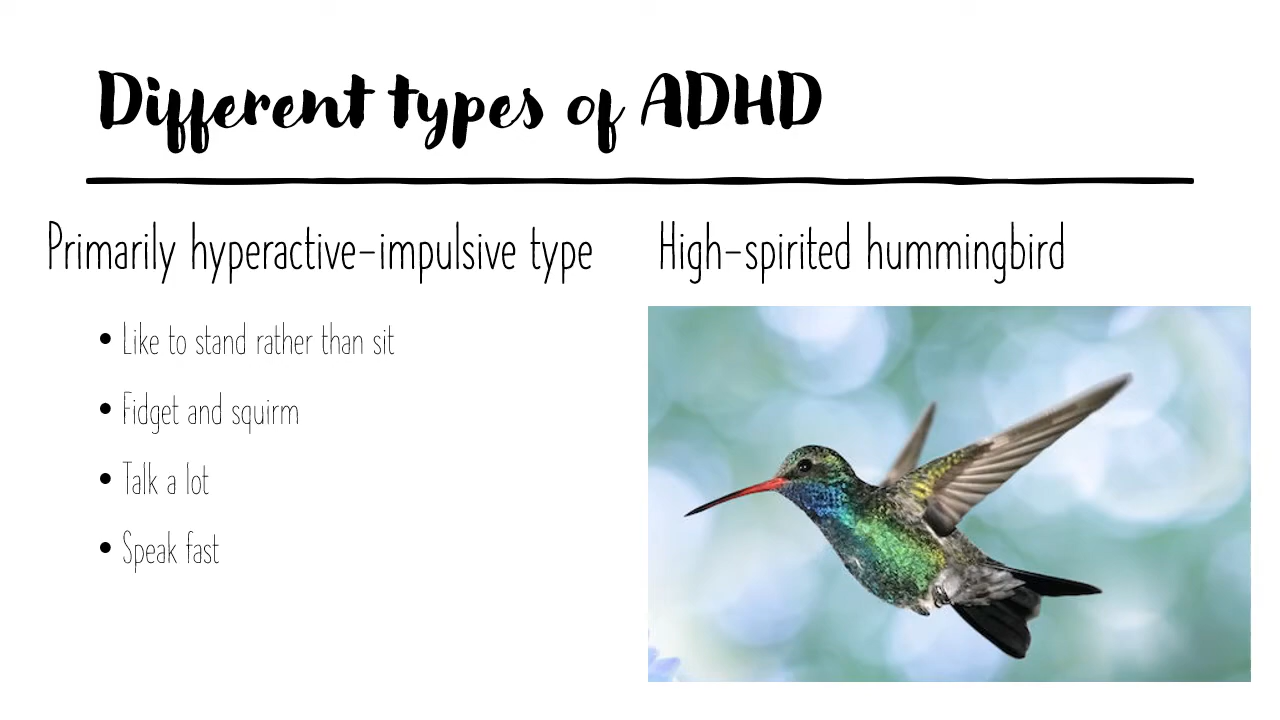 Different types of ADHD
Primarily hyperactive-impulsive type
• Like to stand rather than sit
• Fidget and squirm
• Talk a lot
• Speak fast
High-spirited hummingbird